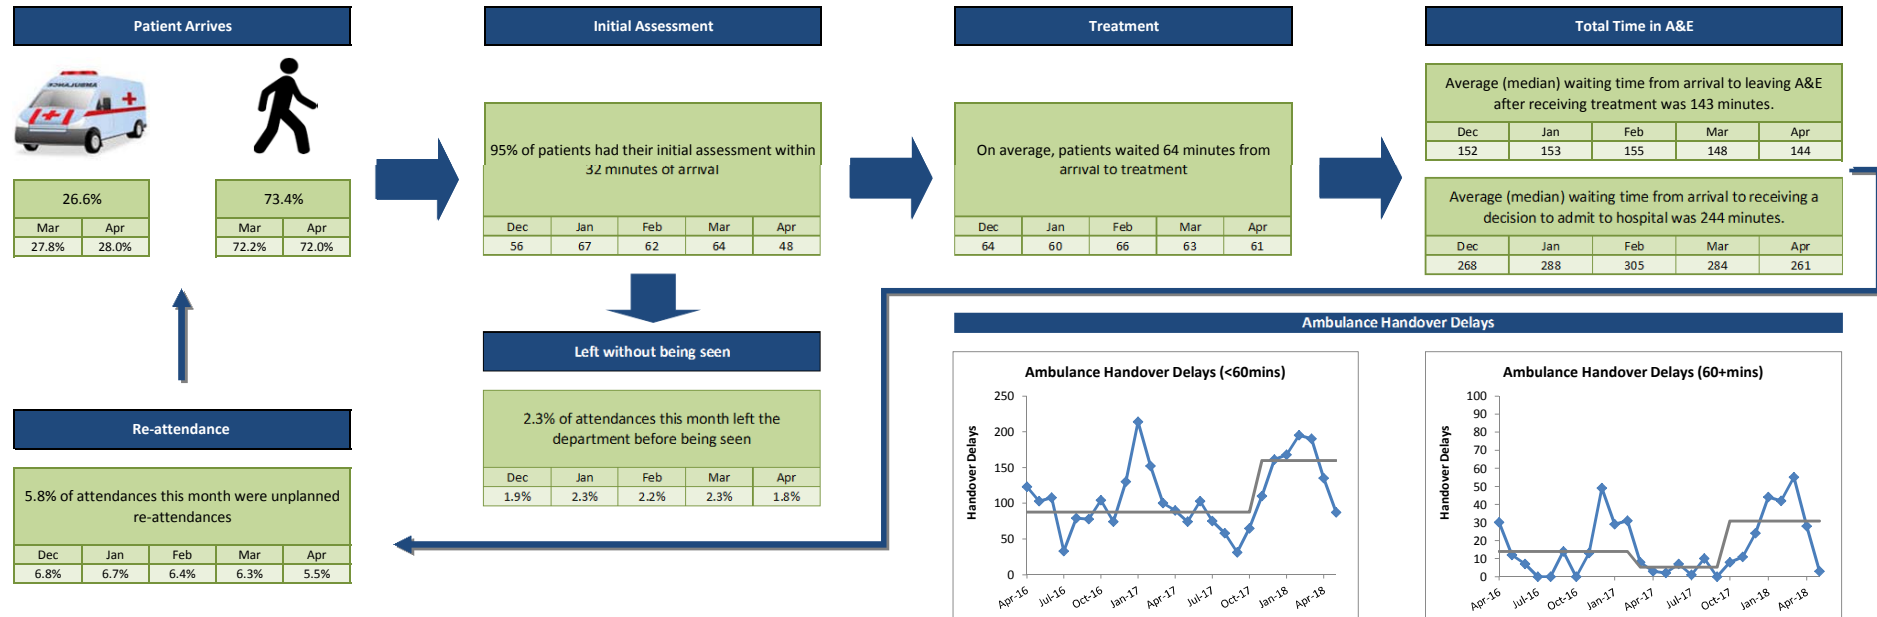 Patient Arrives
AMBULANCE
26.6%
Mar Apr
27.8% 28.0%
73.4%
Mar Apr
72.2% 72.0%
Initial Assessment
95% of patients had their initial assessment within
32 minutes of arrival
Dec Jan Feb Mar Apr
56 67 62 64 48
Treatment
On average, patients waited 64 minutes from
arrival to treatment
Dec Jan Feb Mar Apr
64 60 66 63 61
Total Time in A&E
Average (median) waiting time from arrival to leaving A&E
after receiving treatment was 143 minutes.
Dec Jan Feb Mar Apr
152 153 155 148 144
Average (median) waiting time from arrival to receiving a
decision to admit to hospital was 244 minutes.
Dec Jan Feb Mar Apr
268 288 305 284 261
Left without being seen
2.3% of attendances this month left the
department before being seen
Dec Jan Feb Mar Apr
1.9% 2.3% 2.2% 2.3% 1.8%
Re-attendance
5.8% of attendances this month were unplanned
re-attendances
Dec Jan Feb Mar Apr
6.8% 6.7% 6.4% 6.3% 5.5%
Ambulance Handover Delays
Ambulance Handover Delays (<60mins)
Handover Delays
250
200
150
100
50
0
Apr-16 Jul-16 Oct-16 Jan-17 Apr-17 Jul-17 Oct-17 Jan-18 Apr-18
Ambulance Handover Delays (60+mins)
Handover Delays
100
90
80
70
60
50
40
30
20
10
0
Apr-16 Jul-16 Oct-16 Jan-17 Apr-17 Jul-17 Oct-17 Jan-18 Apr-18